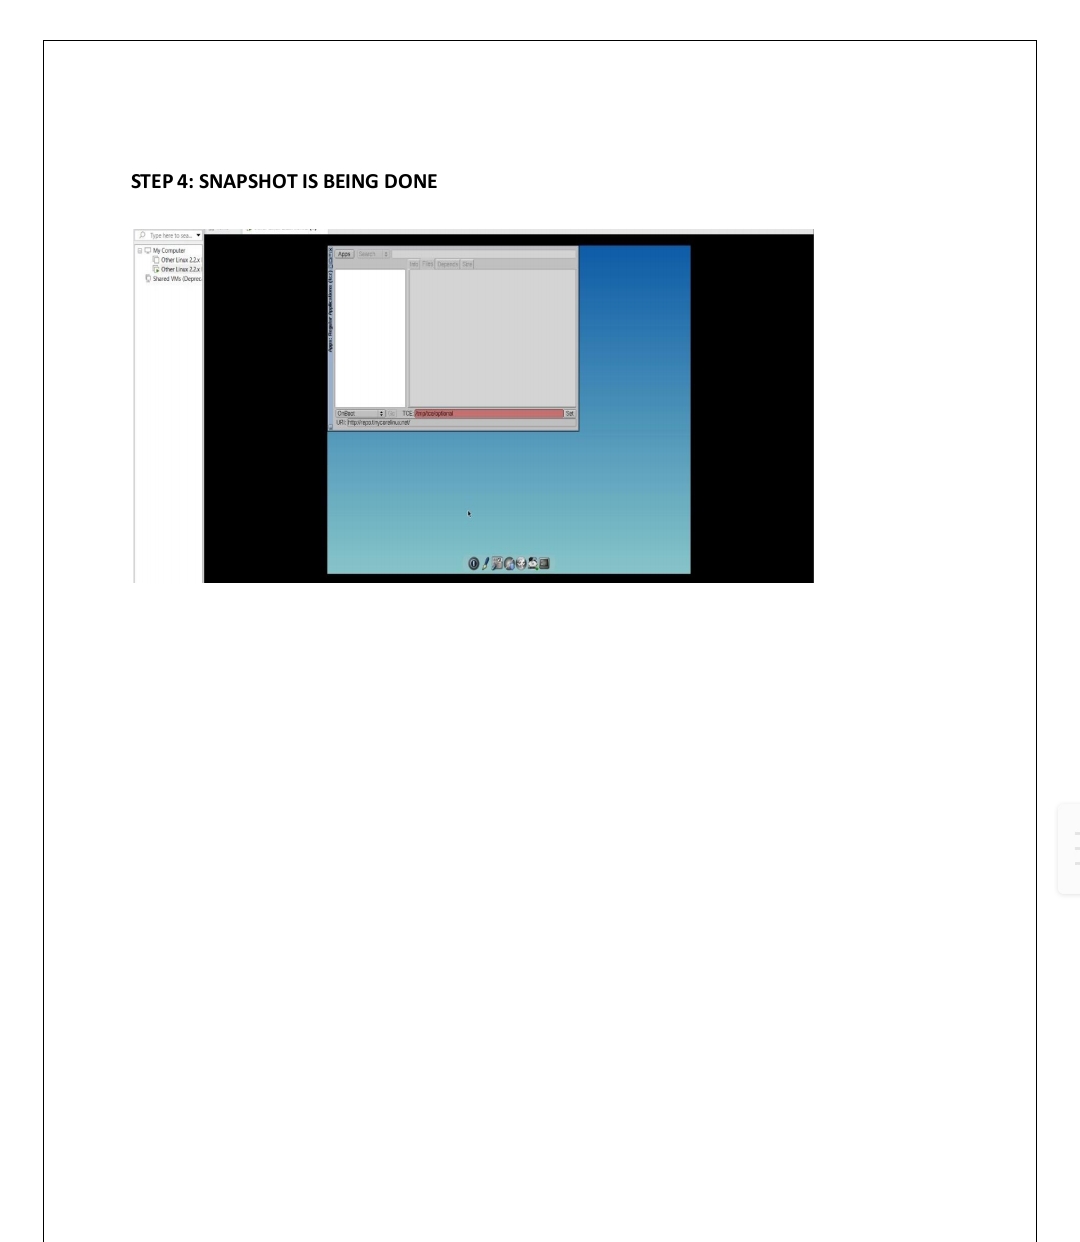 STEP 4: SNAPSHOT IS BEING DONE
Type here to sea...
My Computer
Other Linux 2.2.x
Other Linux 2.2.x
Shared VMs (Deprec
Apps: Regular Applications (tcz)
Apps Search
Info Files Depends Size
OnBoot Go TCE: /tmp/tce/optional Set
URI: http://repo.tinycorelinux.net/